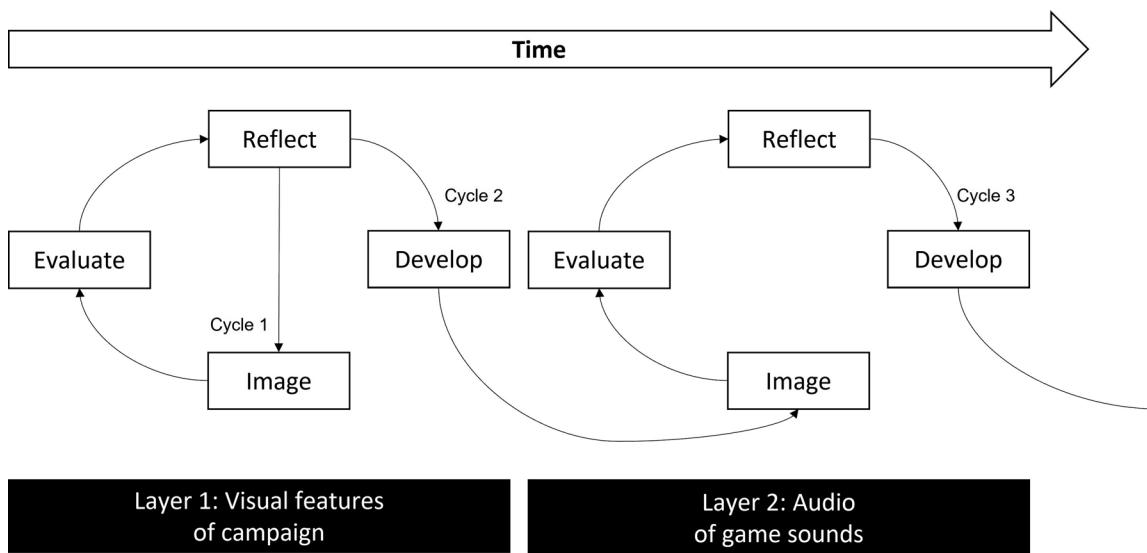 Time
Reflect
Cycle 2
Evaluate
Develop
Cycle 1
Image
Reflect
Cycle 3
Evaluate
Develop
Image
Layer 1: Visual features
of campaign
Layer 2: Audio
of game sounds